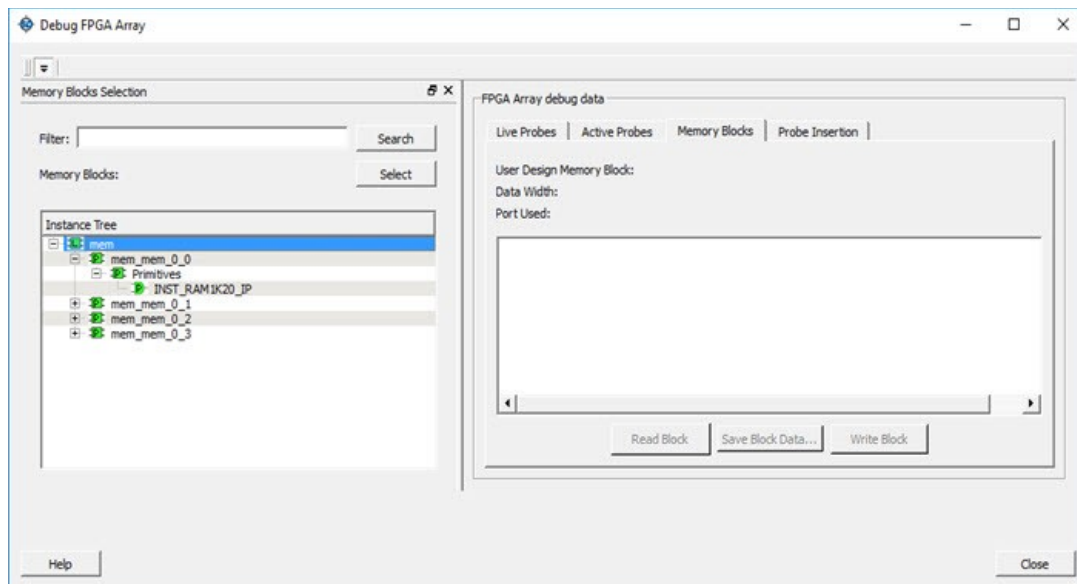 Debug FPGA Array
Memory Blocks Selection
Filter:
Search
Memory Blocks:
Select
Instance Tree
mem
mem_mem_0_0
Primitives
INST_RAM1K20_IP
mem_mem_0_1
mem_mem_0_2
mem_mem_0_3
FPGA Array debug data
Live Probes Active Probes Memory Blocks Probe Insertion
User Design Memory Block:
Data Width:
Port Used:
Read Block Save Block Data... Write Block
Help
Close